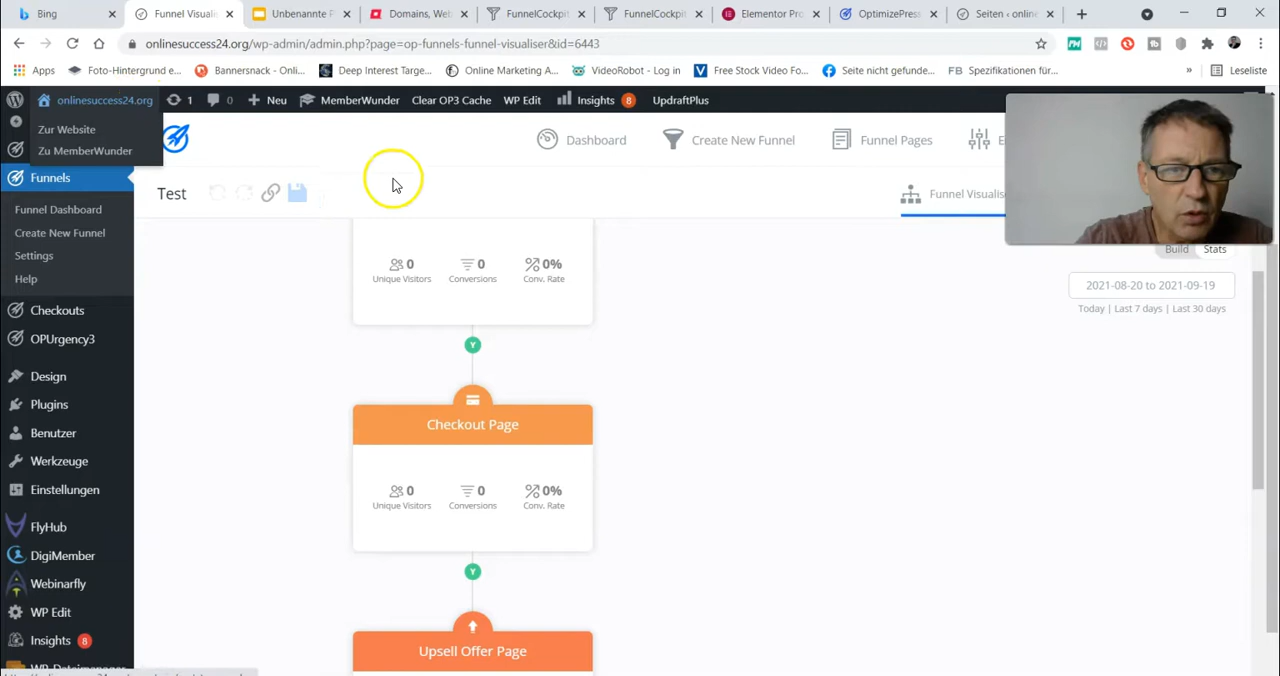 Bing
Funnel Visuali
Unbenannte F
Domains, Web
FunnelCockpit
FunnelCockpit
Elementor Pro
OptimizePress
Seiten ‹ online
onlinesuccess24.org/wp-admin/admin.php?page=op-funnels-funnel-visualiser&id=6443
Apps
Foto-Hintergrund e...
Bannersnack - Onli...
Deep Interest Targe...
Online Marketing A...
VideoRobot - Log in
Free Stock Video Fo...
Seite nicht gefunde...
FB Spezifikationen für...
»
Leseliste
onlinesuccess24.org
1
0
Neu
MemberWunder
Clear OP3 Cache
WP Edit
Insights 8
UpdraftPlus
Zur Website
Zu MemberWunder
Dashboard
Create New Funnel
Funnel Pages
Funnels
Test
Funnel Visualise
Funnel Dashboard
Create New Funnel
Settings
Help
Build
Stats
2021-08-20 to 2021-09-19
Today | Last 7 days | Last 30 days
0
Unique Visitors
0
Conversions
0%
Conv. Rate
Y
Checkouts
OPUrgency3
Design
Plugins
Benutzer
Werkzeuge
Einstellungen
FlyHub
DigiMember
Webinarfly
WP Edit
Insights 8
WP-Dateimanager
Checkout Page
0
Unique Visitors
0
Conversions
0%
Conv. Rate
Y
Upsell Offer Page